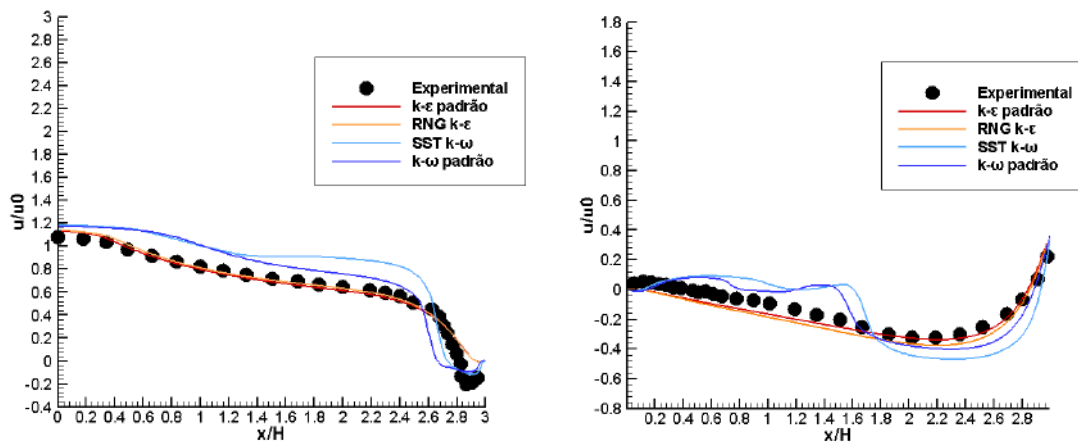 3
2.8
2.6
2.4
2.2
2
1.8
1.6
1.4
1.2
1
0.8
0.6
0.4
0.2
0
-0.2
-0.4
u/u0
Experimental
k-ε padrão
RNG k-ε
SST k-ω
k-ω padrão
0 0.2 0.4 0.6 0.8 1 1.2 1.4 1.6 1.8 2 2.2 2.4 2.6 2.8 3
x/H
1.8
1.6
1.4
1.2
1
0.8
0.6
0.4
0.2
0
-0.2
-0.4
-0.6
-0.8
u/u0
Experimental
k-ε padrão
RNG k-ε
SST k-ω
k-ω padrão
0.2 0.4 0.6 0.8 1 1.2 1.4 1.6 1.8 2 2.2 2.4 2.6 2.8
x/H